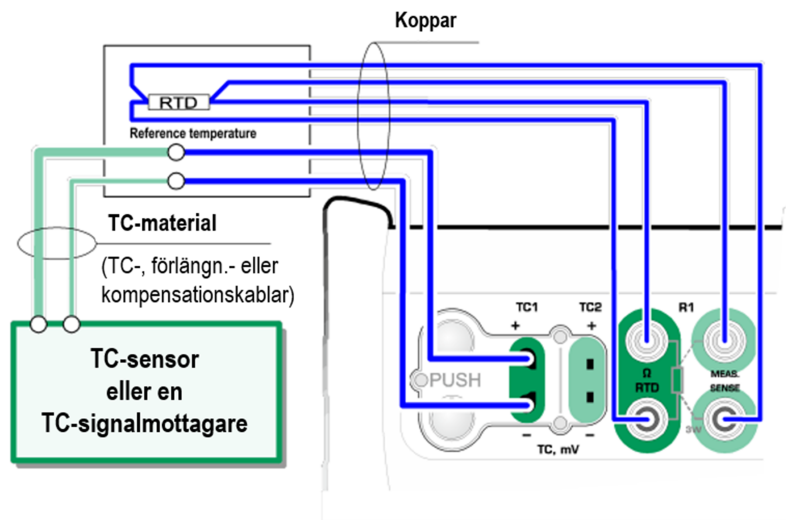 Koppar
RTD
Reference temperature
TC-material
(TC-, förlängn.- eller
kompensationskablar)
TC-sensor
eller en
TC-signalmottagare
TC1
TC2
R1
+
+
PUSH
Ω
RTD
MEAS.
SENSE
3W
–
–
TC, mV